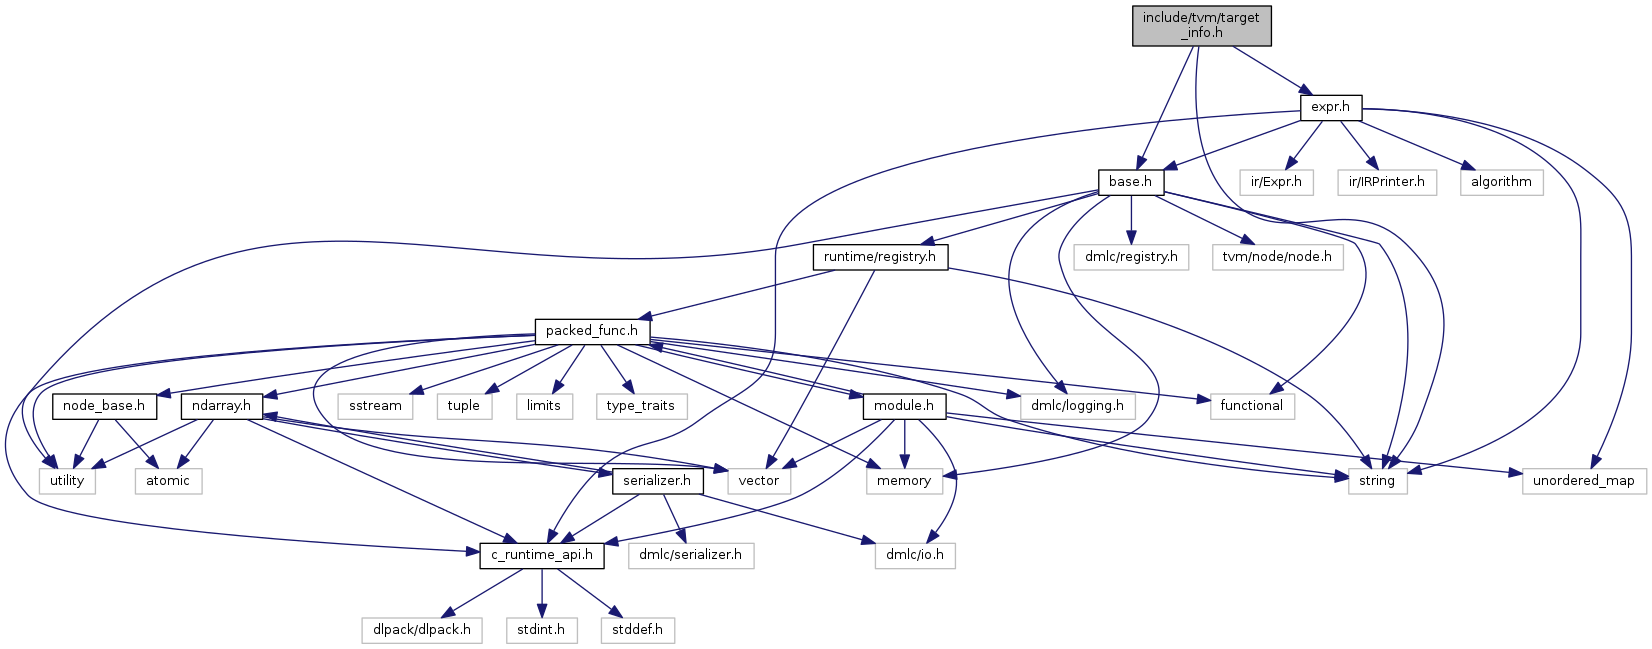 include/tvm/target
_info.h
expr.h
base.h
ir/Expr.h
ir/IRPrinter.h
algorithm
runtime/registry.h
dmlc/registry.h
tvm/node/node.h
packed_func.h
node_base.h
ndarray.h
sstream
tuple
limits
type_traits
module.h
dmlc/logging.h
functional
utility
atomic
serializer.h
vector
memory
string
unordered_map
c_runtime_api.h
dmlc/serializer.h
dmlc/io.h
dlpack/dlpack.h
stdint.h
stddef.h